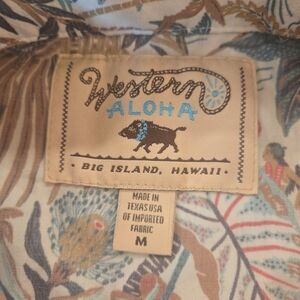 Western
ALOHA
• BIG ISLAND, HAWAII •
MADE IN
TEXAS USA
OF IMPORTED
FABRIC
M